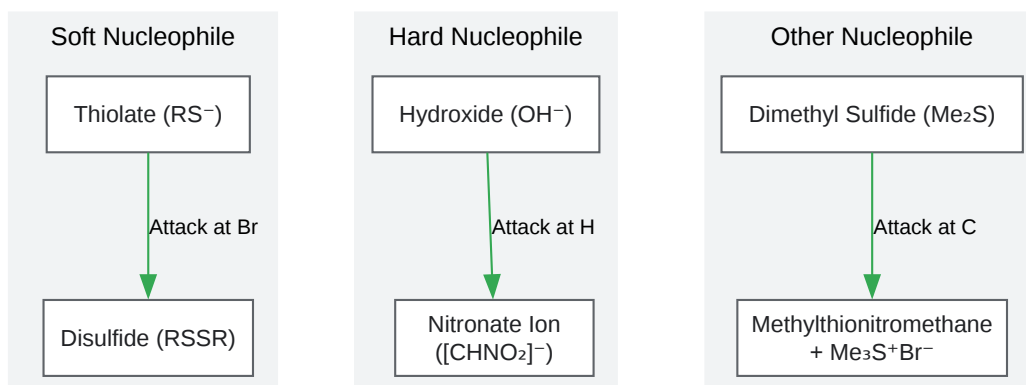 Soft Nucleophile
Hard Nucleophile
Other Nucleophile
Thiolate (RS⁻)
Hydroxide (OH⁻)
Dimethyl Sulfide (Me₂S)
Attack at Br
Attack at H
Attack at C
Disulfide (RSSR)
Nitronate Ion
([CHNO₂]⁻)
Methylthionitromethane
+ Me₃S⁺Br⁻